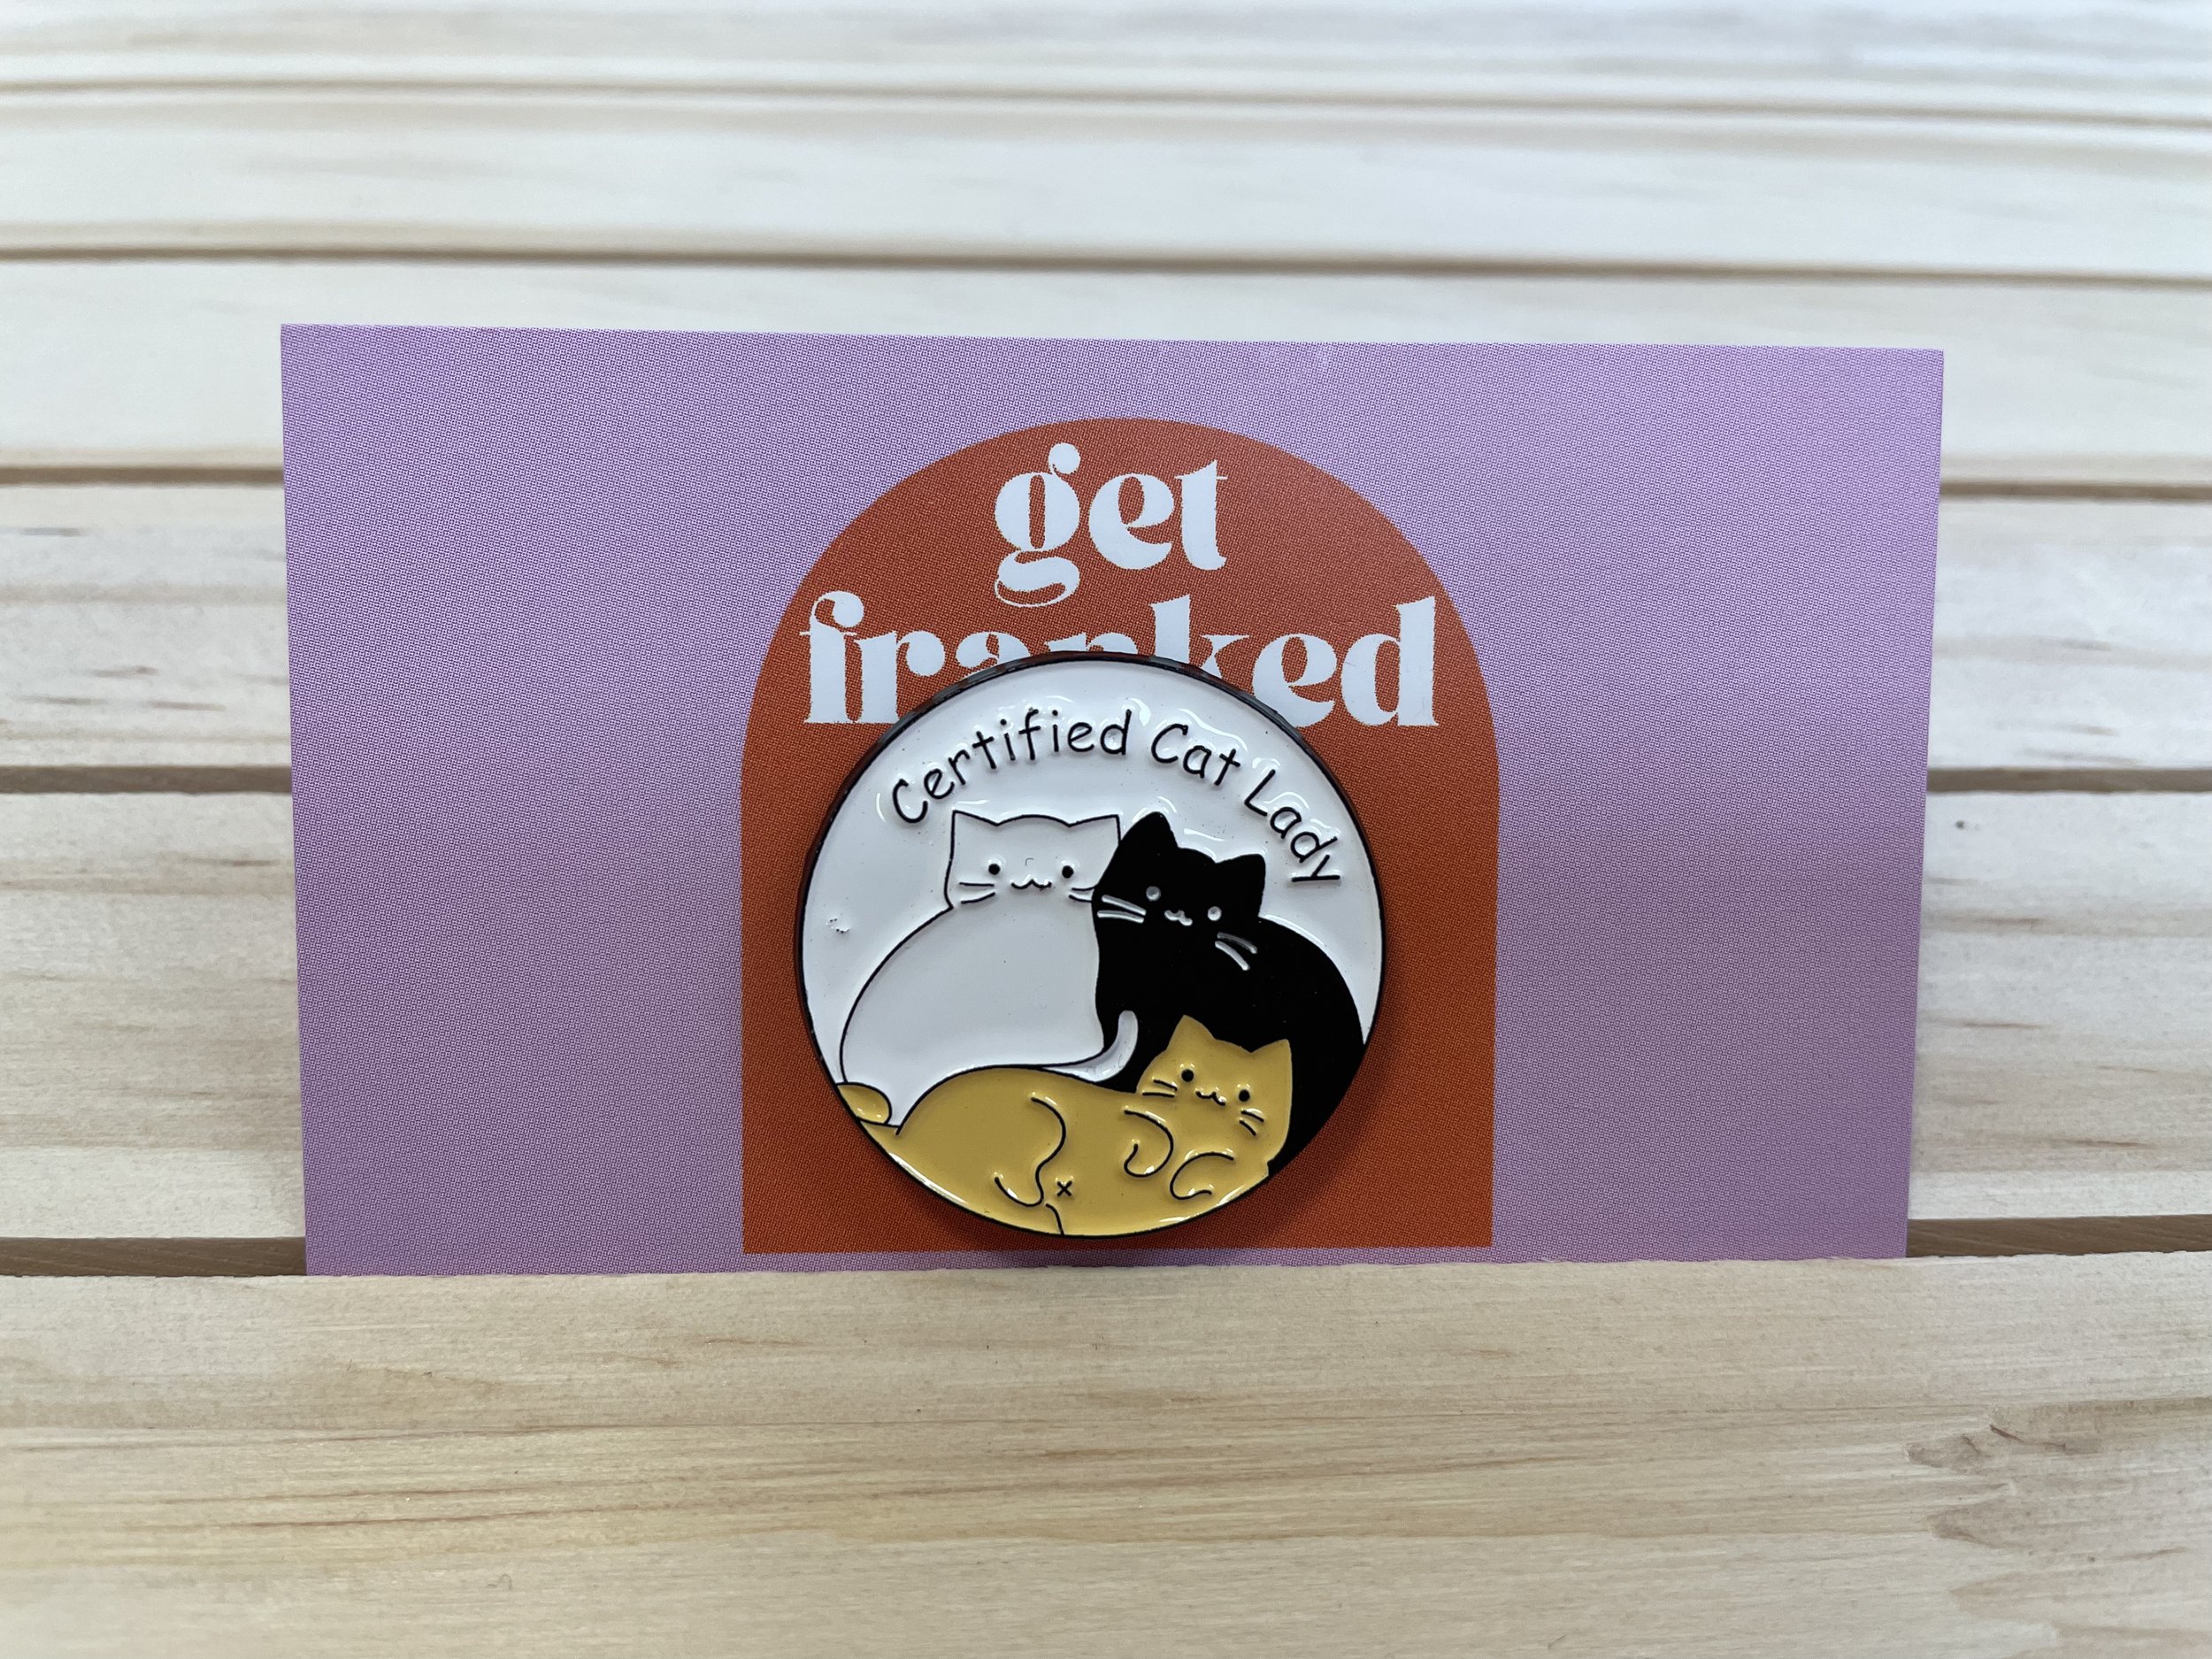 get
franked
Certified Cat Lady